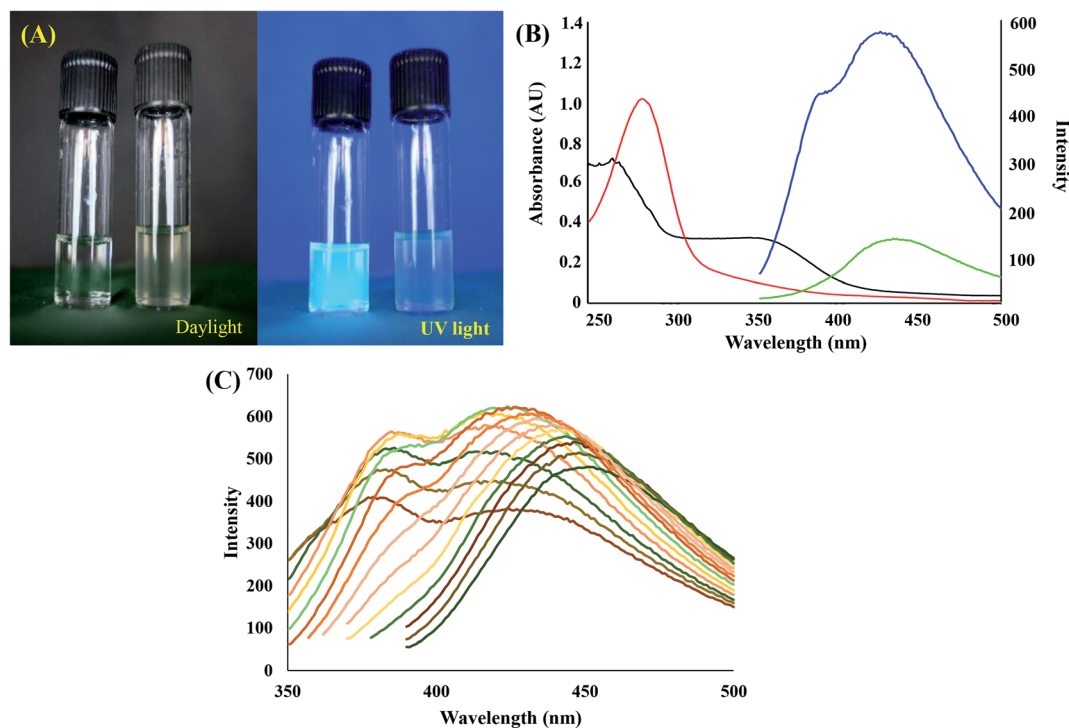 (A)
Daylight
UV light
(B)
Absorbance (AU)
1.4
1.2
1.0
0.8
0.6
0.4
0.2
0
250 300 350 400 450 500
Wavelength (nm)
600
500
400
300
200
100
Intensity
(C)
Intensity
700
600
500
400
300
200
100
0
350 400 450 500
Wavelength (nm)